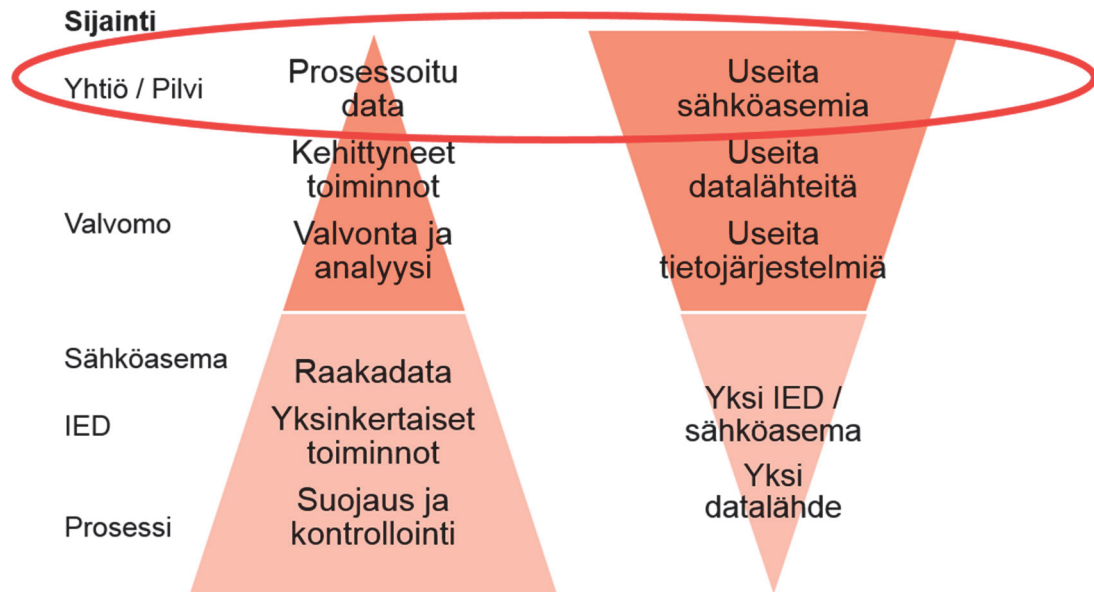 Sijainti
Yhtiö / Pilvi
Valvomo
Sähköasema
IED
Prosessi
Prosessoitu
data
Kehittyneet
toiminnot
Valvonta ja
analyysi
Raakadata
Yksinkertaiset
toiminnot
Suojaus ja
kontrollointi
Useita
sähköasemia
Useita
datalähteitä
Useita
tietojärjestelmiä
Yksi IED /
sähköasema
Yksi
datalähde